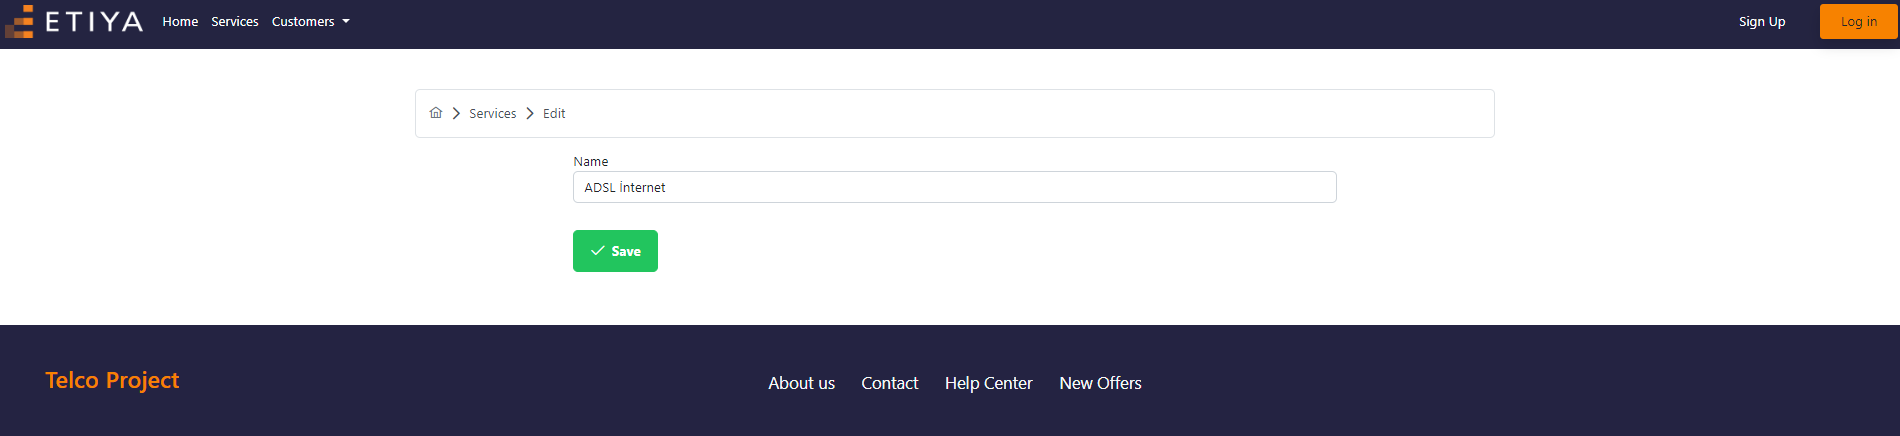 ETIYA Home Services Customers Sign Up Log in
Services Edit
Name
ADSL İnternet
Save
Telco Project About us Contact Help Center New Offers